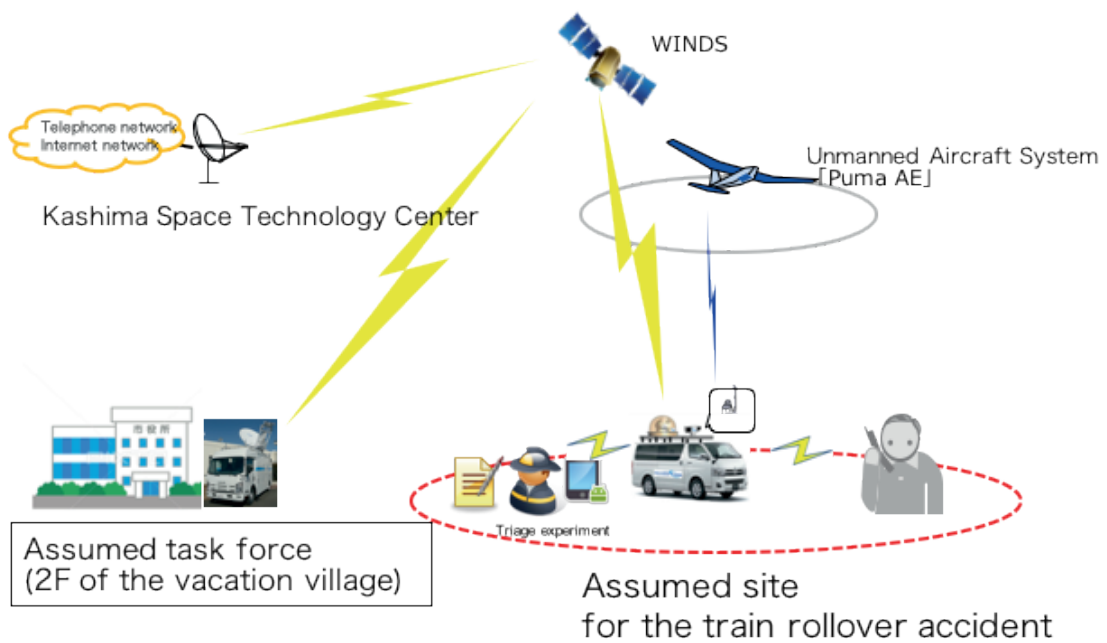 WINDS
Telephone network
Internet network
Kashima Space Technology Center
Unmanned Aircraft System
「Puma AE」
市役所
Triage experiment
Assumed task force
(2F of the vacation village)
Assumed site
for the train rollover accident